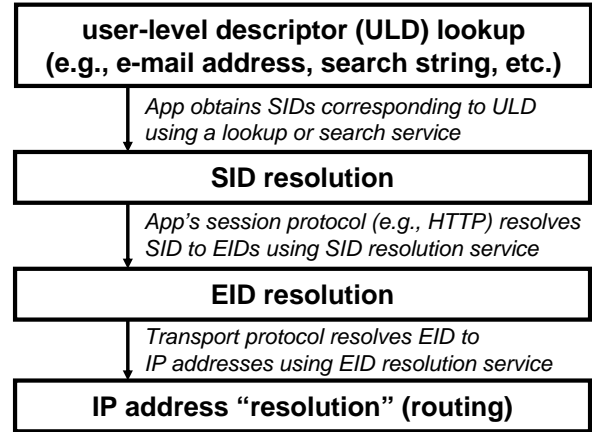 user-level descriptor (ULD) lookup
(e.g., e-mail address, search string, etc.)
App obtains SIDs corresponding to ULD
using a lookup or search service
SID resolution
App's session protocol (e.g., HTTP) resolves
SID to EIDs using SID resolution service
EID resolution
Transport protocol resolves EID to
IP addresses using EID resolution service
IP address “resolution” (routing)